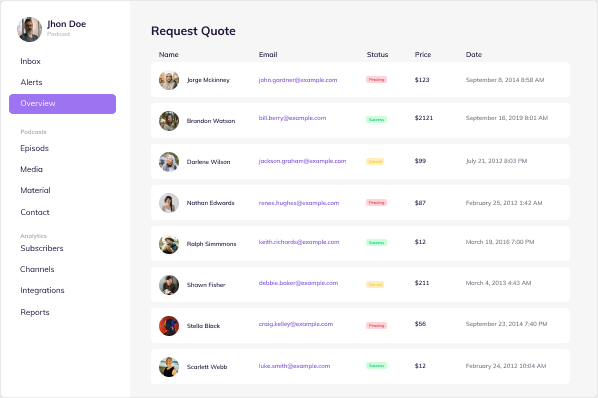 Jhon Doe
Podcast
Inbox
Alerts
Overview
Podcasts
Episods
Media
Material
Contact
Analytics
Subscribers
Channels
Integrations
Reports
Request Quote
Name Email Status Price Date
Jorge Mckinney john.gardner@example.com Pending $123 September 8, 2014 8:58 AM
Brandon Watson bill.berry@example.com Success $2121 September 16, 2019 8:01 AM
Darlene Wilson jackson.graham@example.com $99 July 21, 2012 8:03 PM
Nathan Edwards renee.hughes@example.com Pending $87 February 25, 2012 1:42 AM
Ralph Simmmons keith.richards@example.com Success $12 March 19, 2016 7:00 PM
Shawn Fisher debbie.baker@example.com $211 March 4, 2013 4:43 AM
Stella Black craig.kelley@example.com Pending $56 September 23, 2014 7:40 PM
Scarlett Webb luke.smith@example.com Success $12 February 24, 2012 10:04 AM